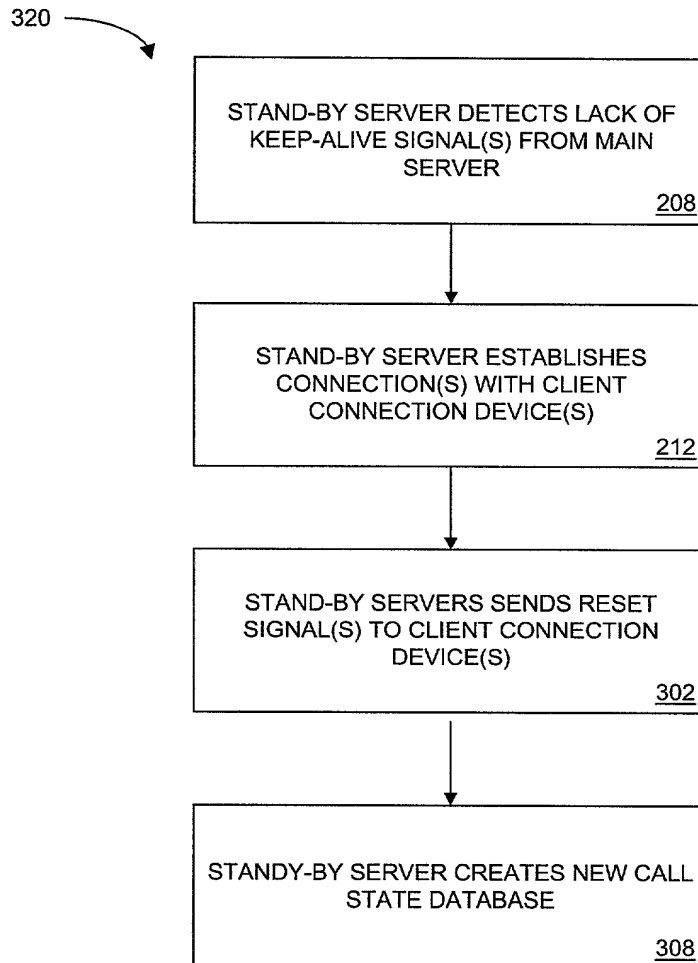 320
STAND-BY SERVER DETECTS LACK OF
KEEP-ALIVE SIGNAL(S) FROM MAIN
SERVER
208
STAND-BY SERVER ESTABLISHES
CONNECTION(S) WITH CLIENT
CONNECTION DEVICE(S)
212
STAND-BY SERVERS SENDS RESET
SIGNAL(S) TO CLIENT CONNECTION
DEVICE(S)
302
STANDY-BY SERVER CREATES NEW CALL
STATE DATABASE
308